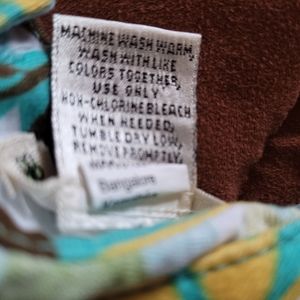 MACHINE WASH WARM,
WASH WITH LIKE
COLORS TOGETHER,
USE ONLY
NON-CHLORINE BLEACH
WHEN NEEDED,
TUMBLE DRY LOW,
REMOVE PROMPTLY,
Bangalore